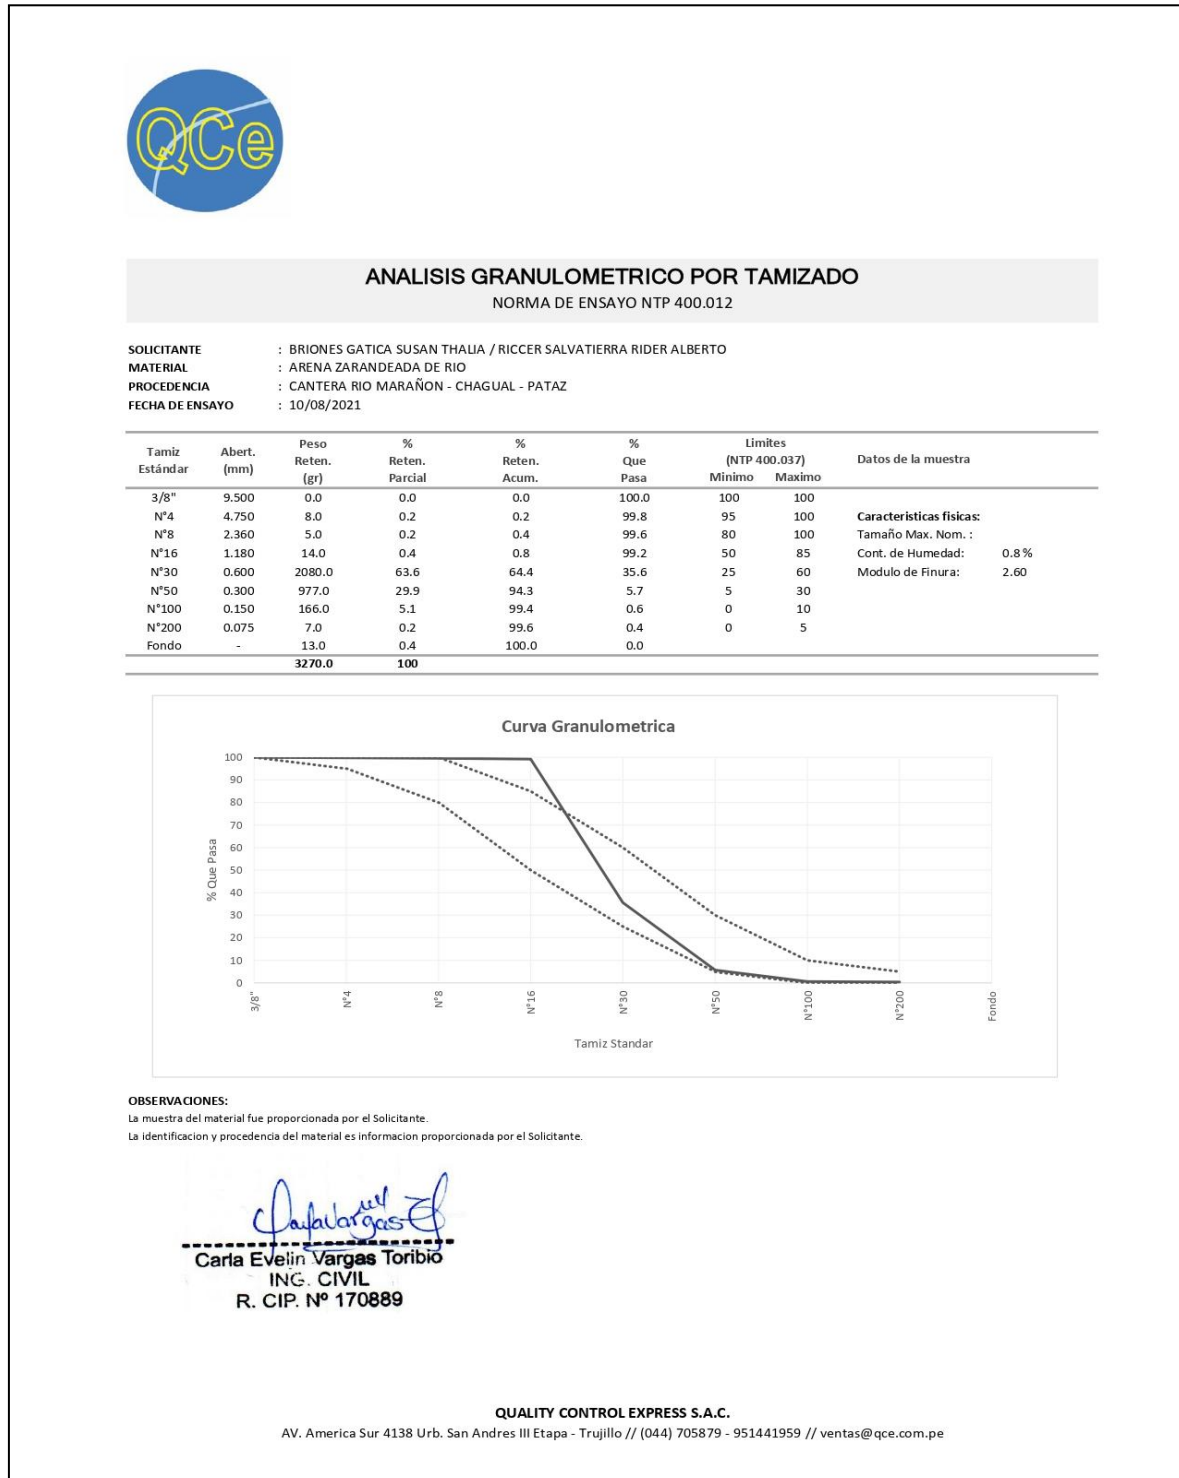 QCe
ANALISIS GRANULOMETRICO POR TAMIZADO
NORMA DE ENSAYO NTP 400.012
SOLICITANTE : BRIONES GATICA SUSAN THALIA / RICCER SALVATIERRA RIDER ALBERTO
MATERIAL : ARENA ZARANDEADA DE RIO
PROCEDENCIA : CANTERA RIO MARAÑON - CHAGUAL - PATAZ
FECHA DE ENSAYO : 10/08/2021
Tamiz Estándar Abert. (mm) Peso Reten. (gr) % Reten. Parcial % Reten. Acum. % Que Pasa Limites (NTP 400.037) Minimo Maximo Datos de la muestra
3/8" 9.500 0.0 0.0 0.0 100.0 100 100
N°4 4.750 8.0 0.2 0.2 99.8 95 100 Caracteristicas fisicas:
N°8 2.360 5.0 0.2 0.4 99.6 80 100 Tamaño Max. Nom. :
N°16 1.180 14.0 0.4 0.8 99.2 50 85 Cont. de Humedad: 0.8 %
N°30 0.600 2080.0 63.6 64.4 35.6 25 60 Modulo de Finura: 2.60
N°50 0.300 977.0 29.9 94.3 5.7 5 30
N°100 0.150 166.0 5.1 99.4 0.6 0 10
N°200 0.075 7.0 0.2 99.6 0.4 0 5
Fondo - 13.0 0.4 100.0 0.0
3270.0 100
Curva Granulometrica
100
90
80
70
60
50
40
30
20
10
0
% Que Pasa
3/8" N°4 N°8 N°16 N°30 N°50 N°100 N°200 Fondo
Tamiz Standar
OBSERVACIONES:
La muestra del material fue proporcionada por el Solicitante.
La identificacion y procedencia del material es informacion proporcionada por el Solicitante.
Carla Evelin Vargas Toribio
ING. CIVIL
R. CIP. Nº 170889
QUALITY CONTROL EXPRESS S.A.C.
AV. America Sur 4138 Urb. San Andres III Etapa - Trujillo // (044) 705879 - 951441959 // ventas@qce.com.pe